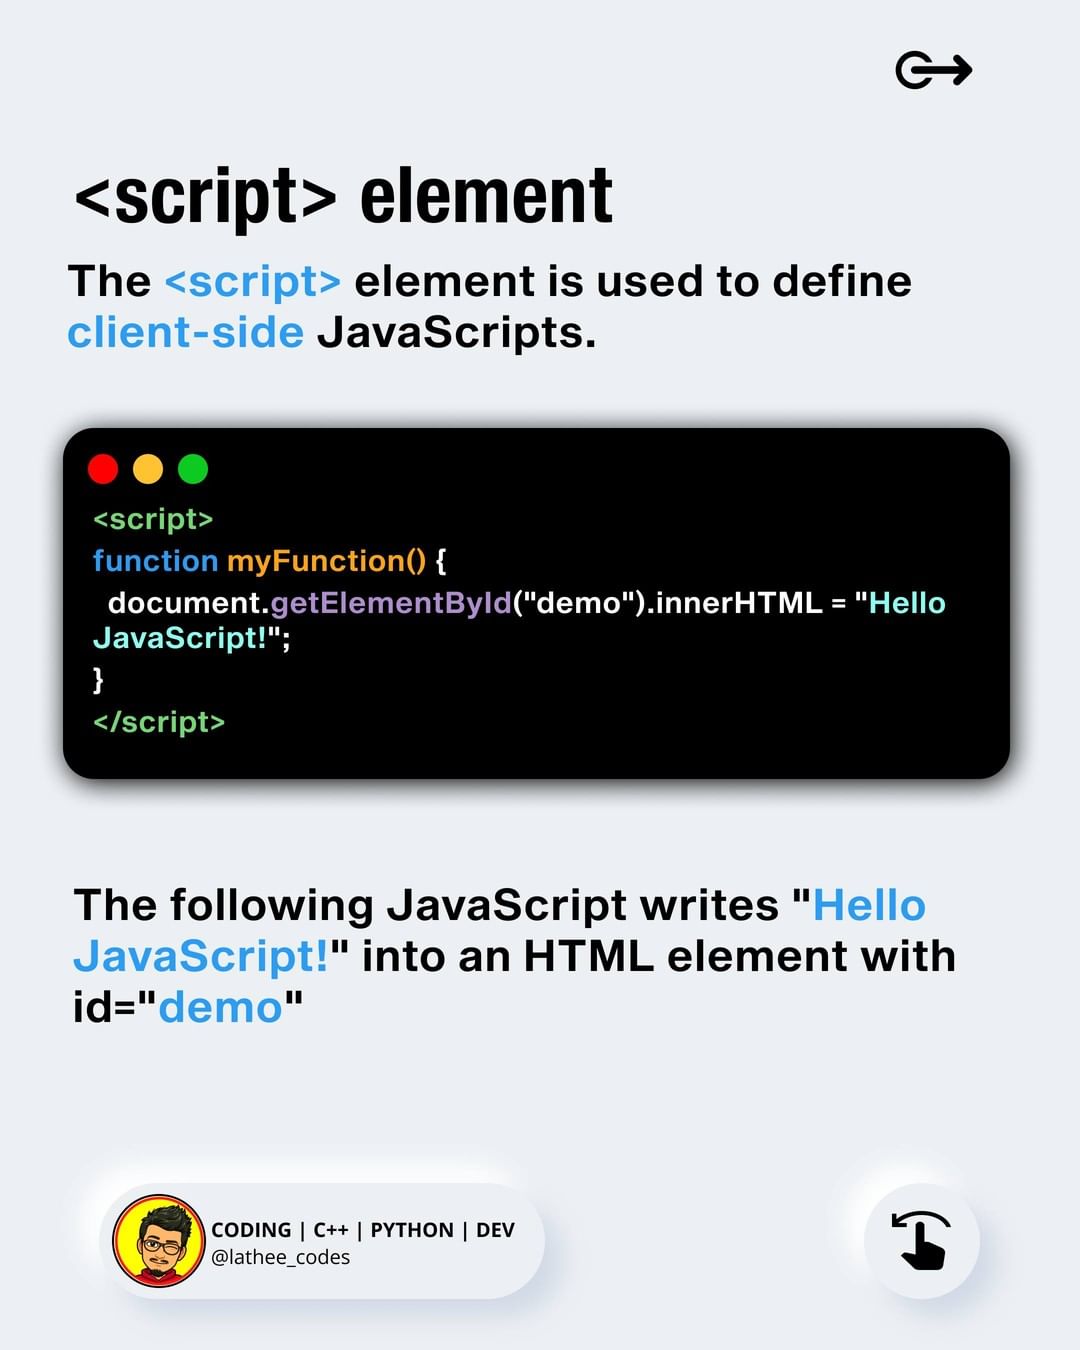 <script> element
The <script> element is used to define
client-side JavaScripts.
<script>
function myFunction() {
  document.getElementById("demo").innerHTML = "Hello
JavaScript!";
}
</script>
The following JavaScript writes "Hello
JavaScript!" into an HTML element with
id="demo"
CODING | C++ | PYTHON | DEV
@lathee_codes